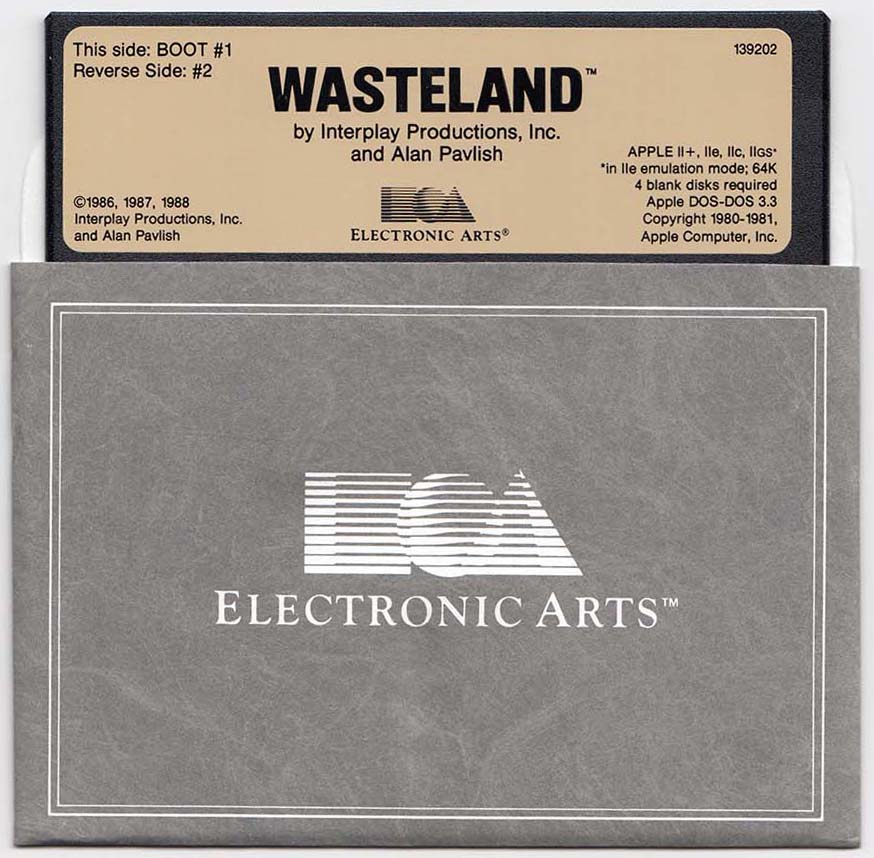 This side: BOOT #1
Reverse Side: #2
139202
WASTELAND™
by Interplay Productions, Inc.
and Alan Pavlish
©1986, 1987, 1988
Interplay Productions, Inc.
and Alan Pavlish
ELECTRONIC ARTS®
APPLE II+, IIe, IIc, IIGS*
*in IIe emulation mode; 64K
4 blank disks required
Apple DOS-DOS 3.3
Copyright 1980-1981,
Apple Computer, Inc.
ELECTRONIC ARTS™